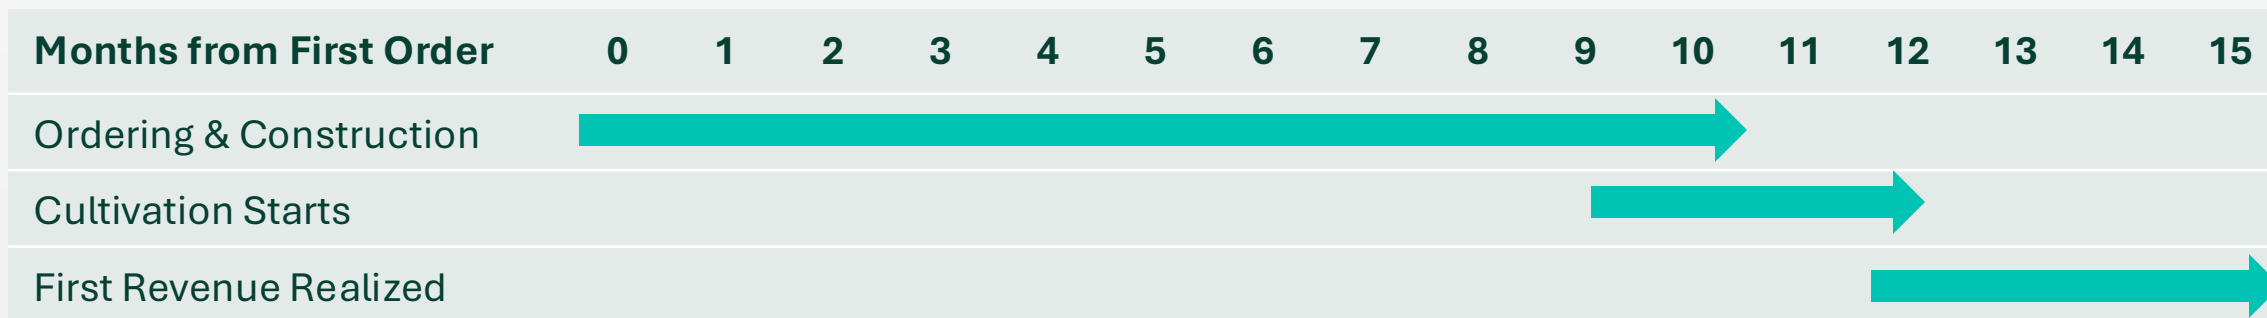 Months from First Order 0 1 2 3 4 5 6 7 8 9 10 11 12 13 14 15
Ordering & Construction
Cultivation Starts
First Revenue Realized